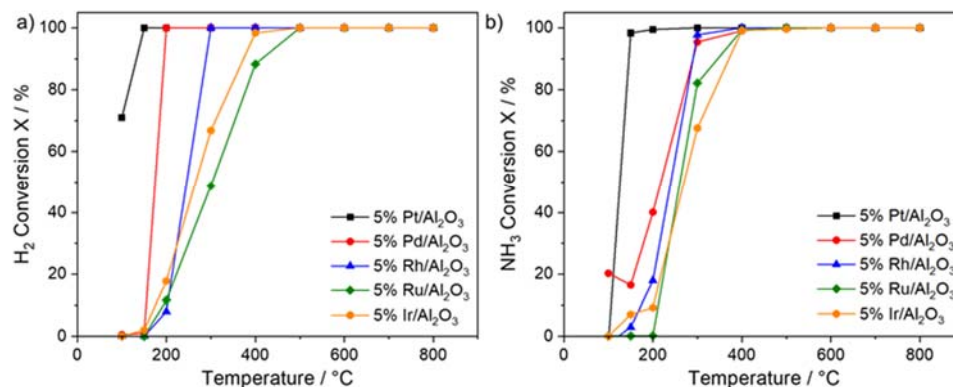 a)
H₂ Conversion X / %
100
80
60
40
20
0
0
200
400
600
800
Temperature / °C
5% Pt/Al₂O₃
5% Pd/Al₂O₃
5% Rh/Al₂O₃
5% Ru/Al₂O₃
5% Ir/Al₂O₃
b)
NH₃ Conversion X / %
100
80
60
40
20
0
0
200
400
600
800
Temperature / °C
5% Pt/Al₂O₃
5% Pd/Al₂O₃
5% Rh/Al₂O₃
5% Ru/Al₂O₃
5% Ir/Al₂O₃